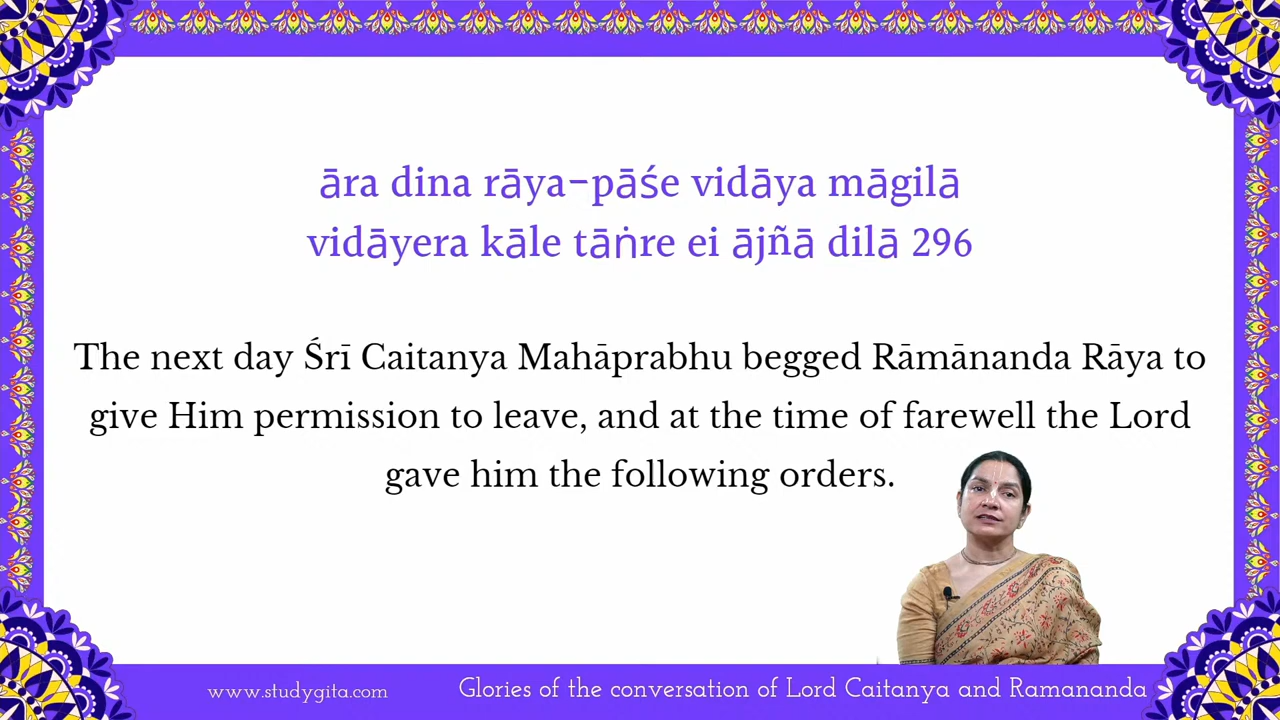 āra dina rāya-pāśe vidāya māgilā
vidāyera kāle tāṅre ei ājñā dilā 296
The next day Śrī Caitanya Mahāprabhu begged Rāmānanda Rāya to
give Him permission to leave, and at the time of farewell the Lord
gave him the following orders.
www.studygita.com
Glories of the conversation of Lord Caitanya and Ramananda